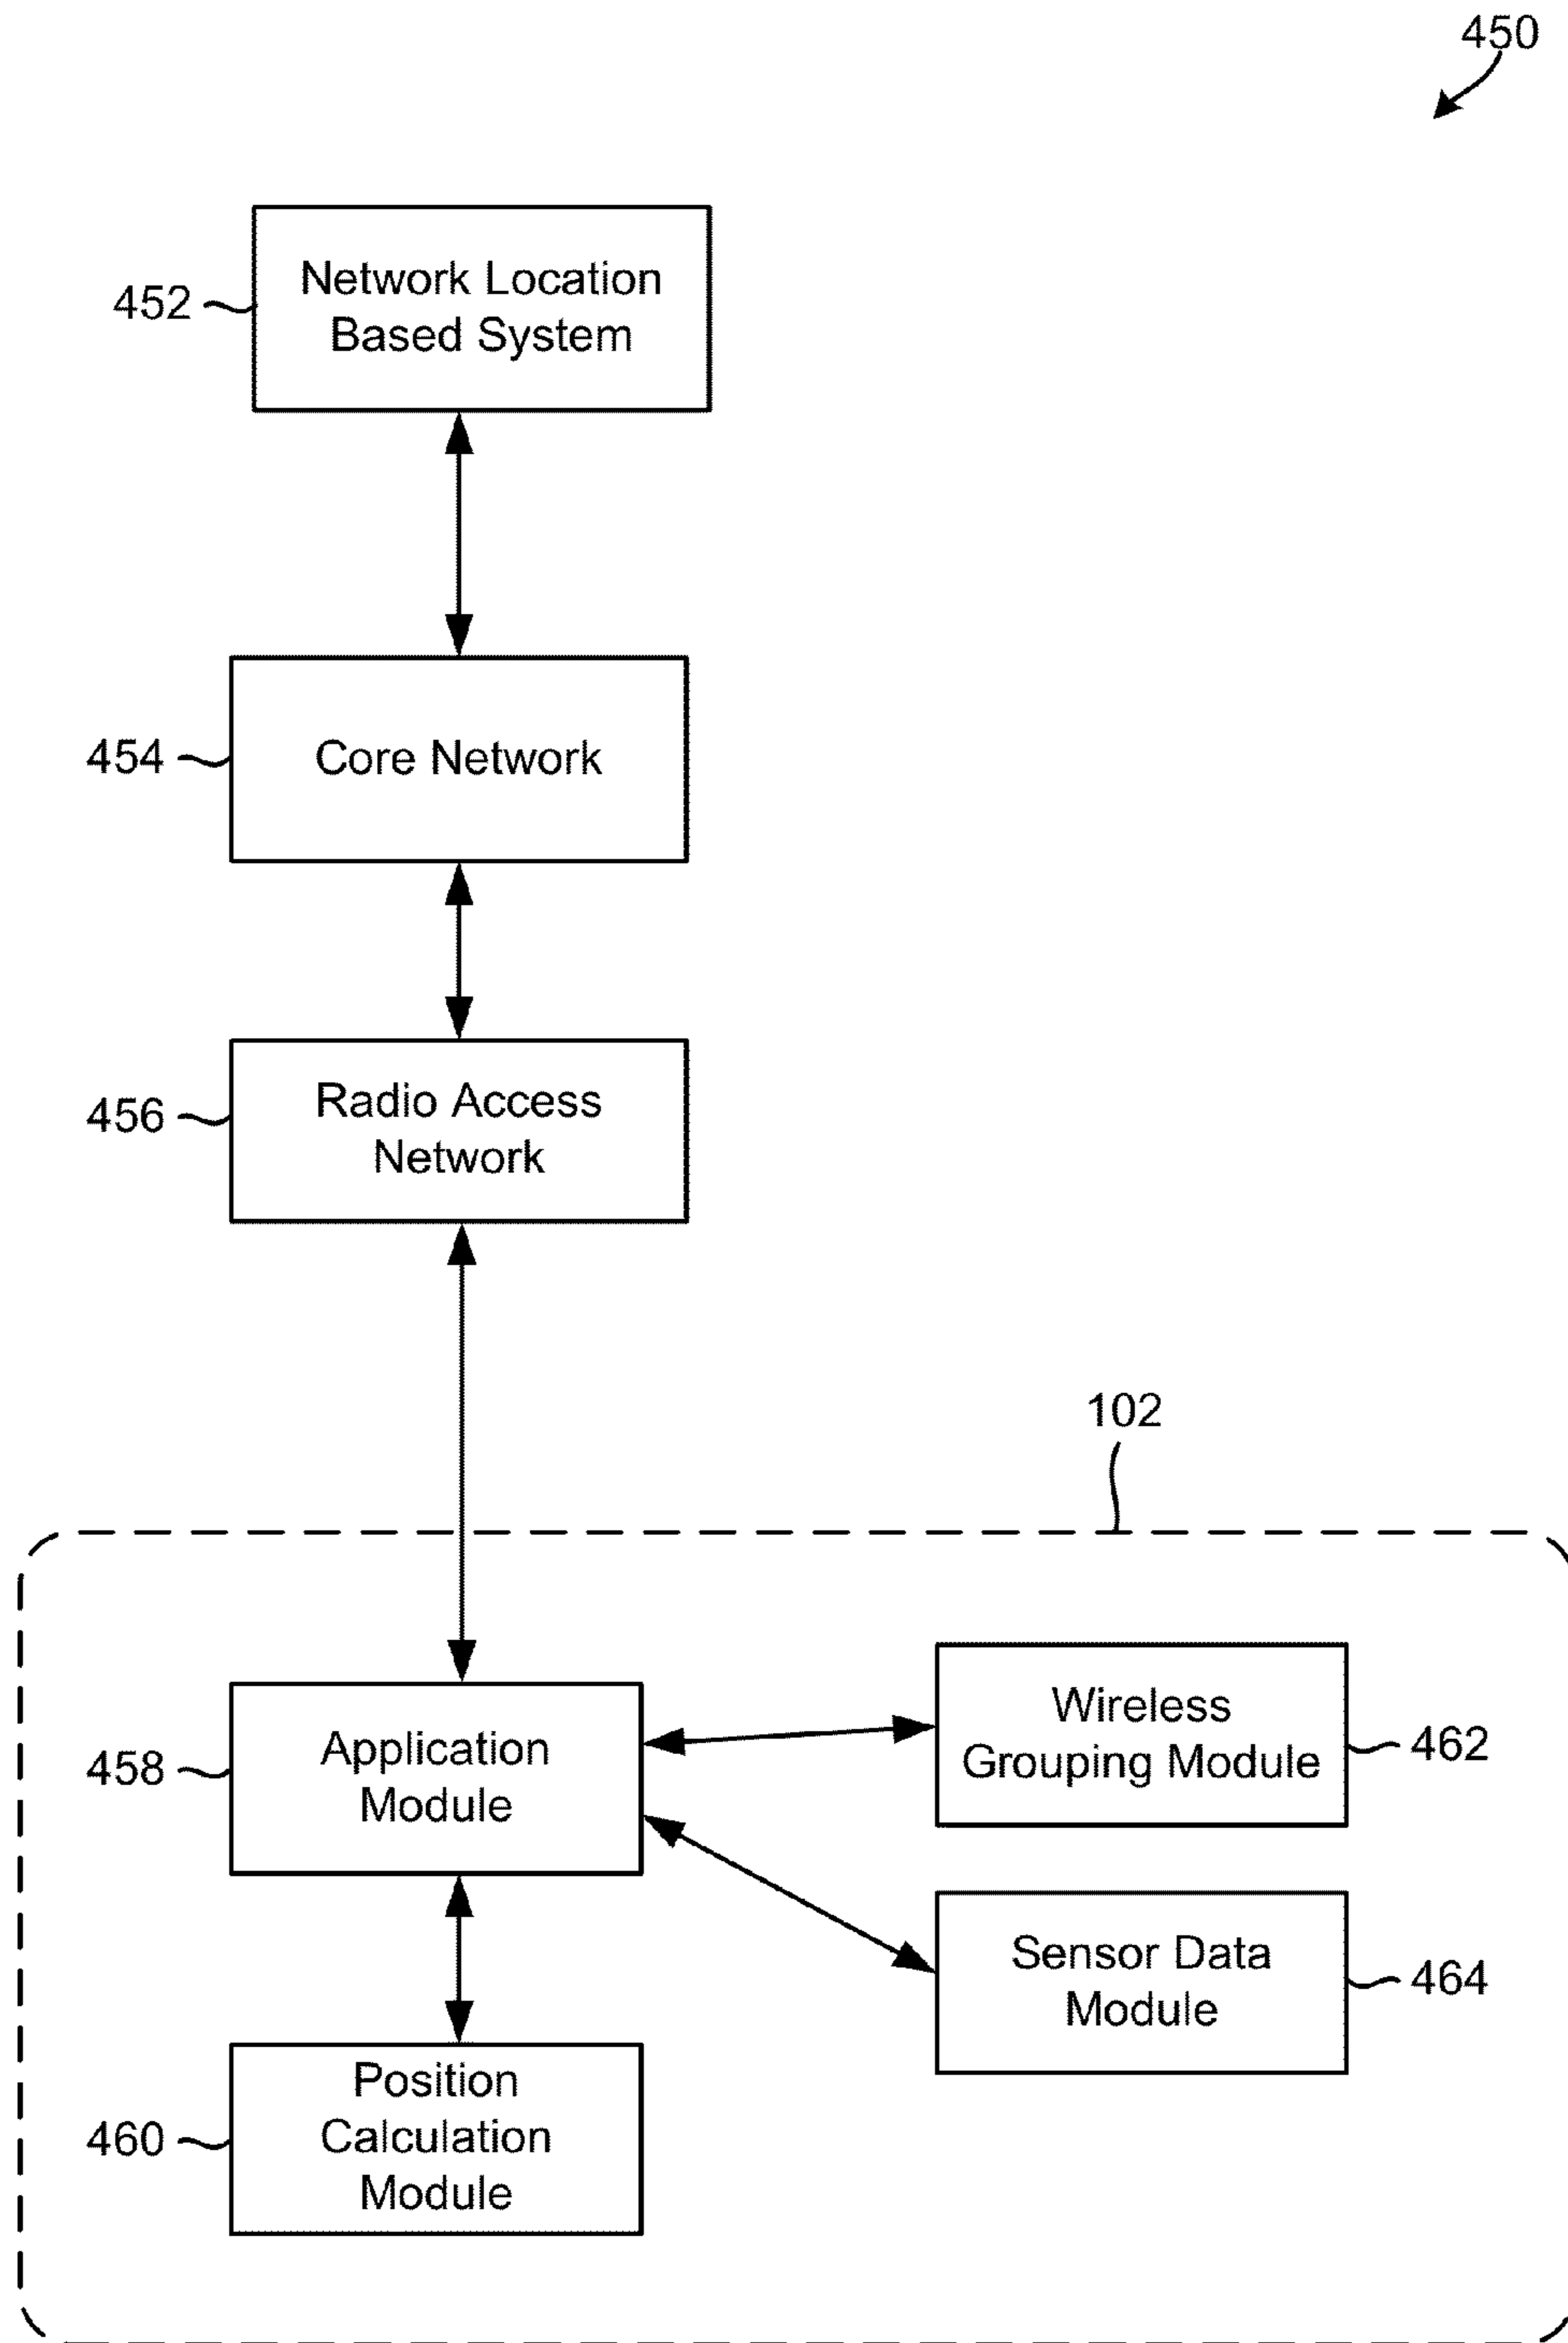 450
Network Location
Based System
452
Core Network
454
Radio Access
Network
456
102
Application
Module
458
Wireless
Grouping Module
462
Sensor Data
Module
464
Position
Calculation
Module
460